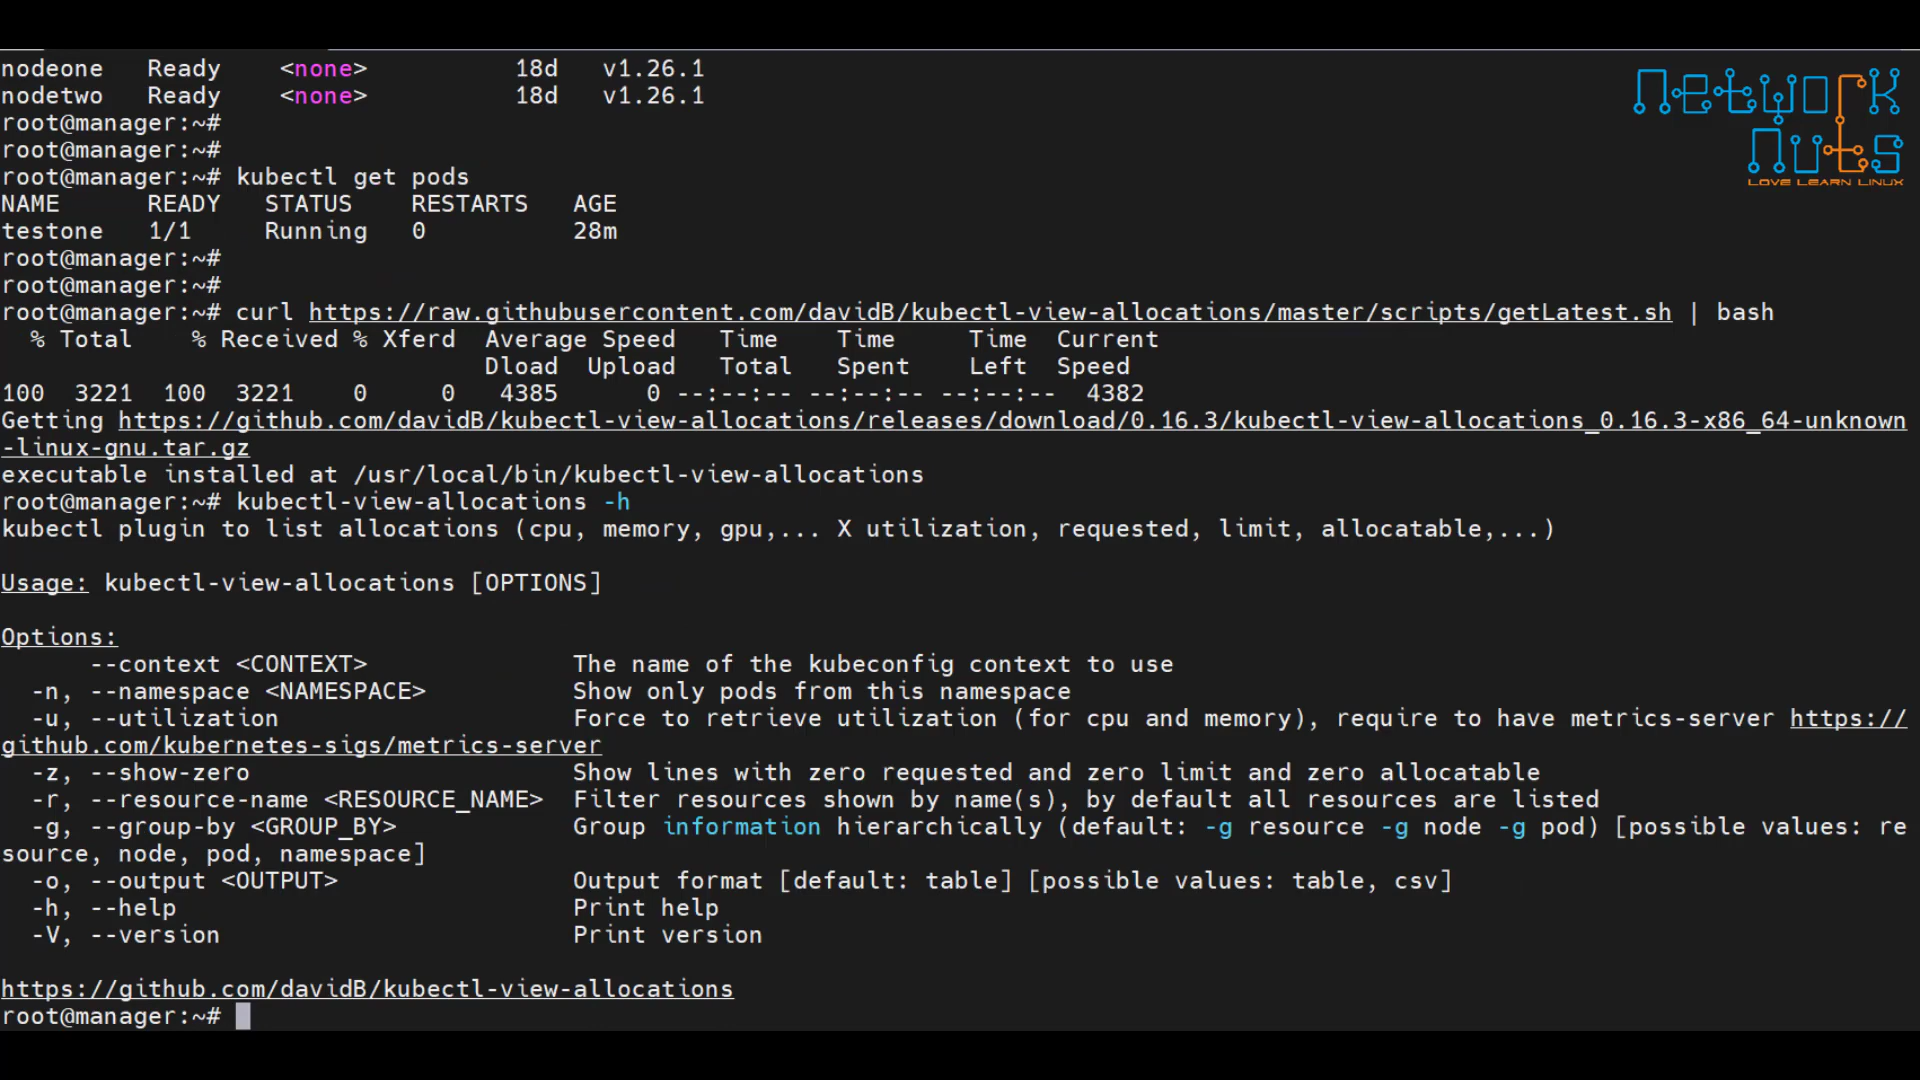 nodeone   Ready    <none>          18d   v1.26.1
nodetwo   Ready    <none>          18d   v1.26.1
root@manager:~#
root@manager:~#
root@manager:~# kubectl get pods
NAME      READY   STATUS    RESTARTS   AGE
testone   1/1     Running   0          28m
root@manager:~#
root@manager:~#
root@manager:~# curl https://raw.githubusercontent.com/davidB/kubectl-view-allocations/master/scripts/getLatest.sh | bash
  % Total    % Received % Xferd  Average Speed   Time    Time     Time  Current
                                 Dload  Upload   Total   Spent    Left  Speed
100  3221  100  3221    0     0   4385      0 --:--:-- --:--:-- --:--:--  4382
Getting https://github.com/davidB/kubectl-view-allocations/releases/download/0.16.3/kubectl-view-allocations_0.16.3-x86_64-unknown
-linux-gnu.tar.gz
executable installed at /usr/local/bin/kubectl-view-allocations
root@manager:~# kubectl-view-allocations -h
kubectl plugin to list allocations (cpu, memory, gpu,... X utilization, requested, limit, allocatable,...)
Usage: kubectl-view-allocations [OPTIONS]
Options:
      --context <CONTEXT>              The name of the kubeconfig context to use
  -n, --namespace <NAMESPACE>          Show only pods from this namespace
  -u, --utilization                    Force to retrieve utilization (for cpu and memory), require to have metrics-server https://
github.com/kubernetes-sigs/metrics-server
  -z, --show-zero                      Show lines with zero requested and zero limit and zero allocatable
  -r, --resource-name <RESOURCE_NAME>  Filter resources shown by name(s), by default all resources are listed
  -g, --group-by <GROUP_BY>            Group information hierarchically (default: -g resource -g node -g pod) [possible values: re
source, node, pod, namespace]
  -o, --output <OUTPUT>                Output format [default: table] [possible values: table, csv]
  -h, --help                           Print help
  -V, --version                        Print version
https://github.com/davidB/kubectl-view-allocations
root@manager:~#
Network
Nuts
LOVE LEARN LINUX